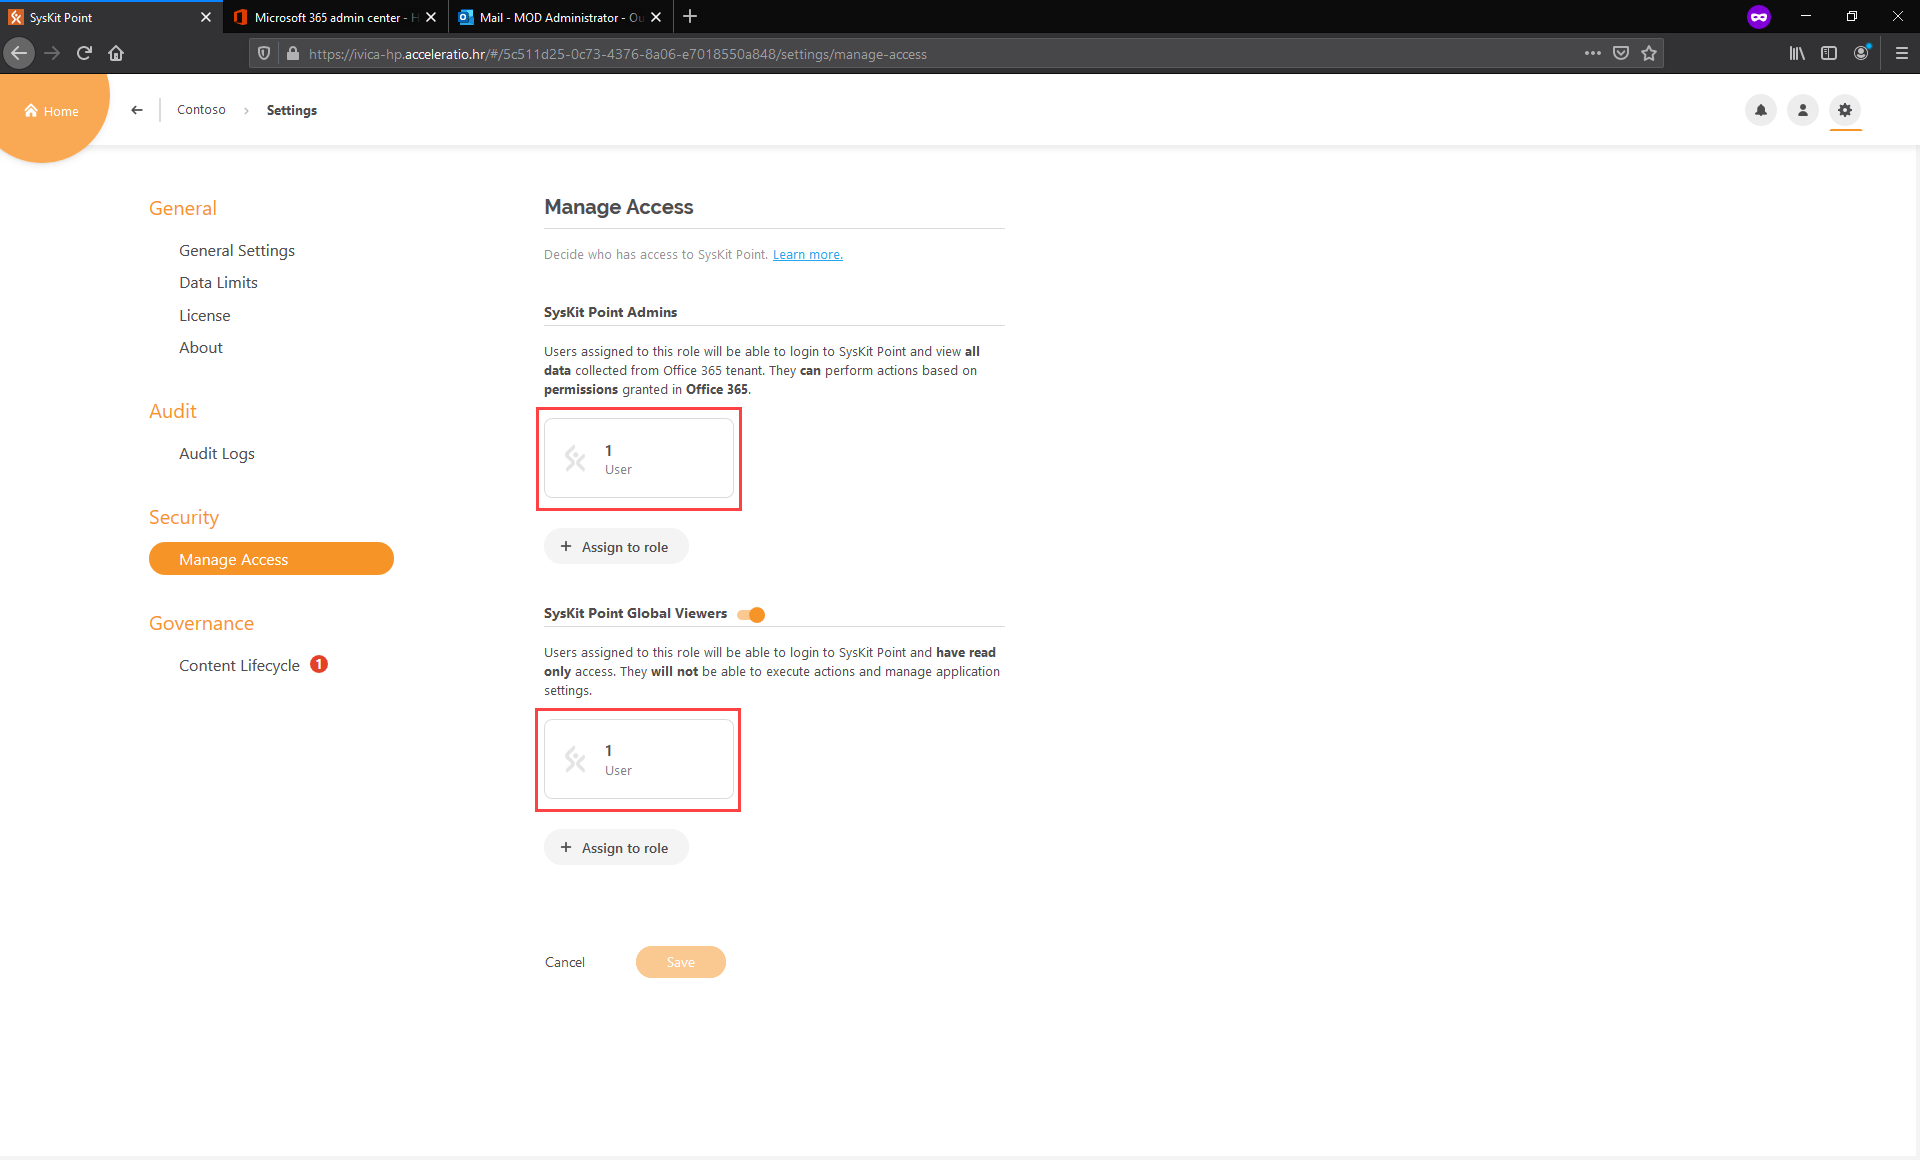 SysKit Point
Microsoft 365 admin center - H
Mail - MOD Administrator - Ou
https://ivica-hp.acceleratio.hr/#/5c511d25-0c73-4376-8a06-e7018550a848/settings/manage-access
Home
Contoso
Settings
General
General Settings
Data Limits
License
About
Audit
Audit Logs
Security
Manage Access
Governance
Content Lifecycle 1
Manage Access
Decide who has access to SysKit Point. Learn more.
SysKit Point Admins
Users assigned to this role will be able to login to SysKit Point and view all
data collected from Office 365 tenant. They can perform actions based on
permissions granted in Office 365.
1
User
+ Assign to role
SysKit Point Global Viewers
Users assigned to this role will be able to login to SysKit Point and have read
only access. They will not be able to execute actions and manage application
settings.
1
User
+ Assign to role
Cancel
Save